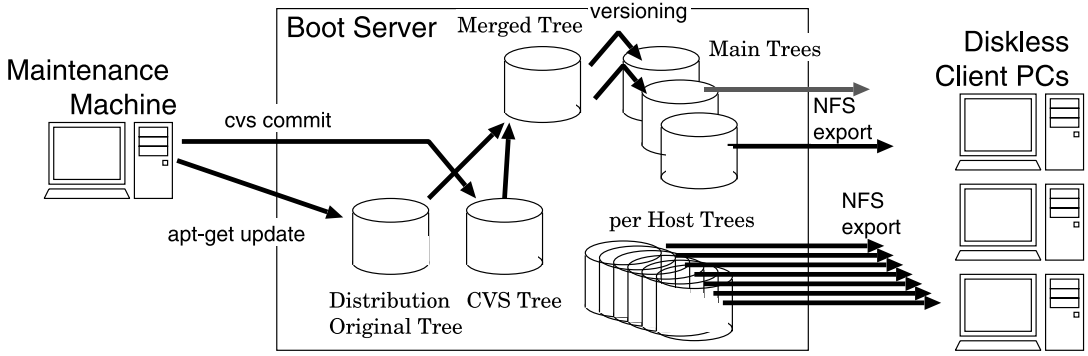 Maintenance
Machine
Boot Server
Merged Tree
versioning
Main Trees
Diskless
Client PCs
cvs commit
NFS
export
apt-get update
per Host Trees
NFS
export
Distribution
Original Tree
CVS Tree